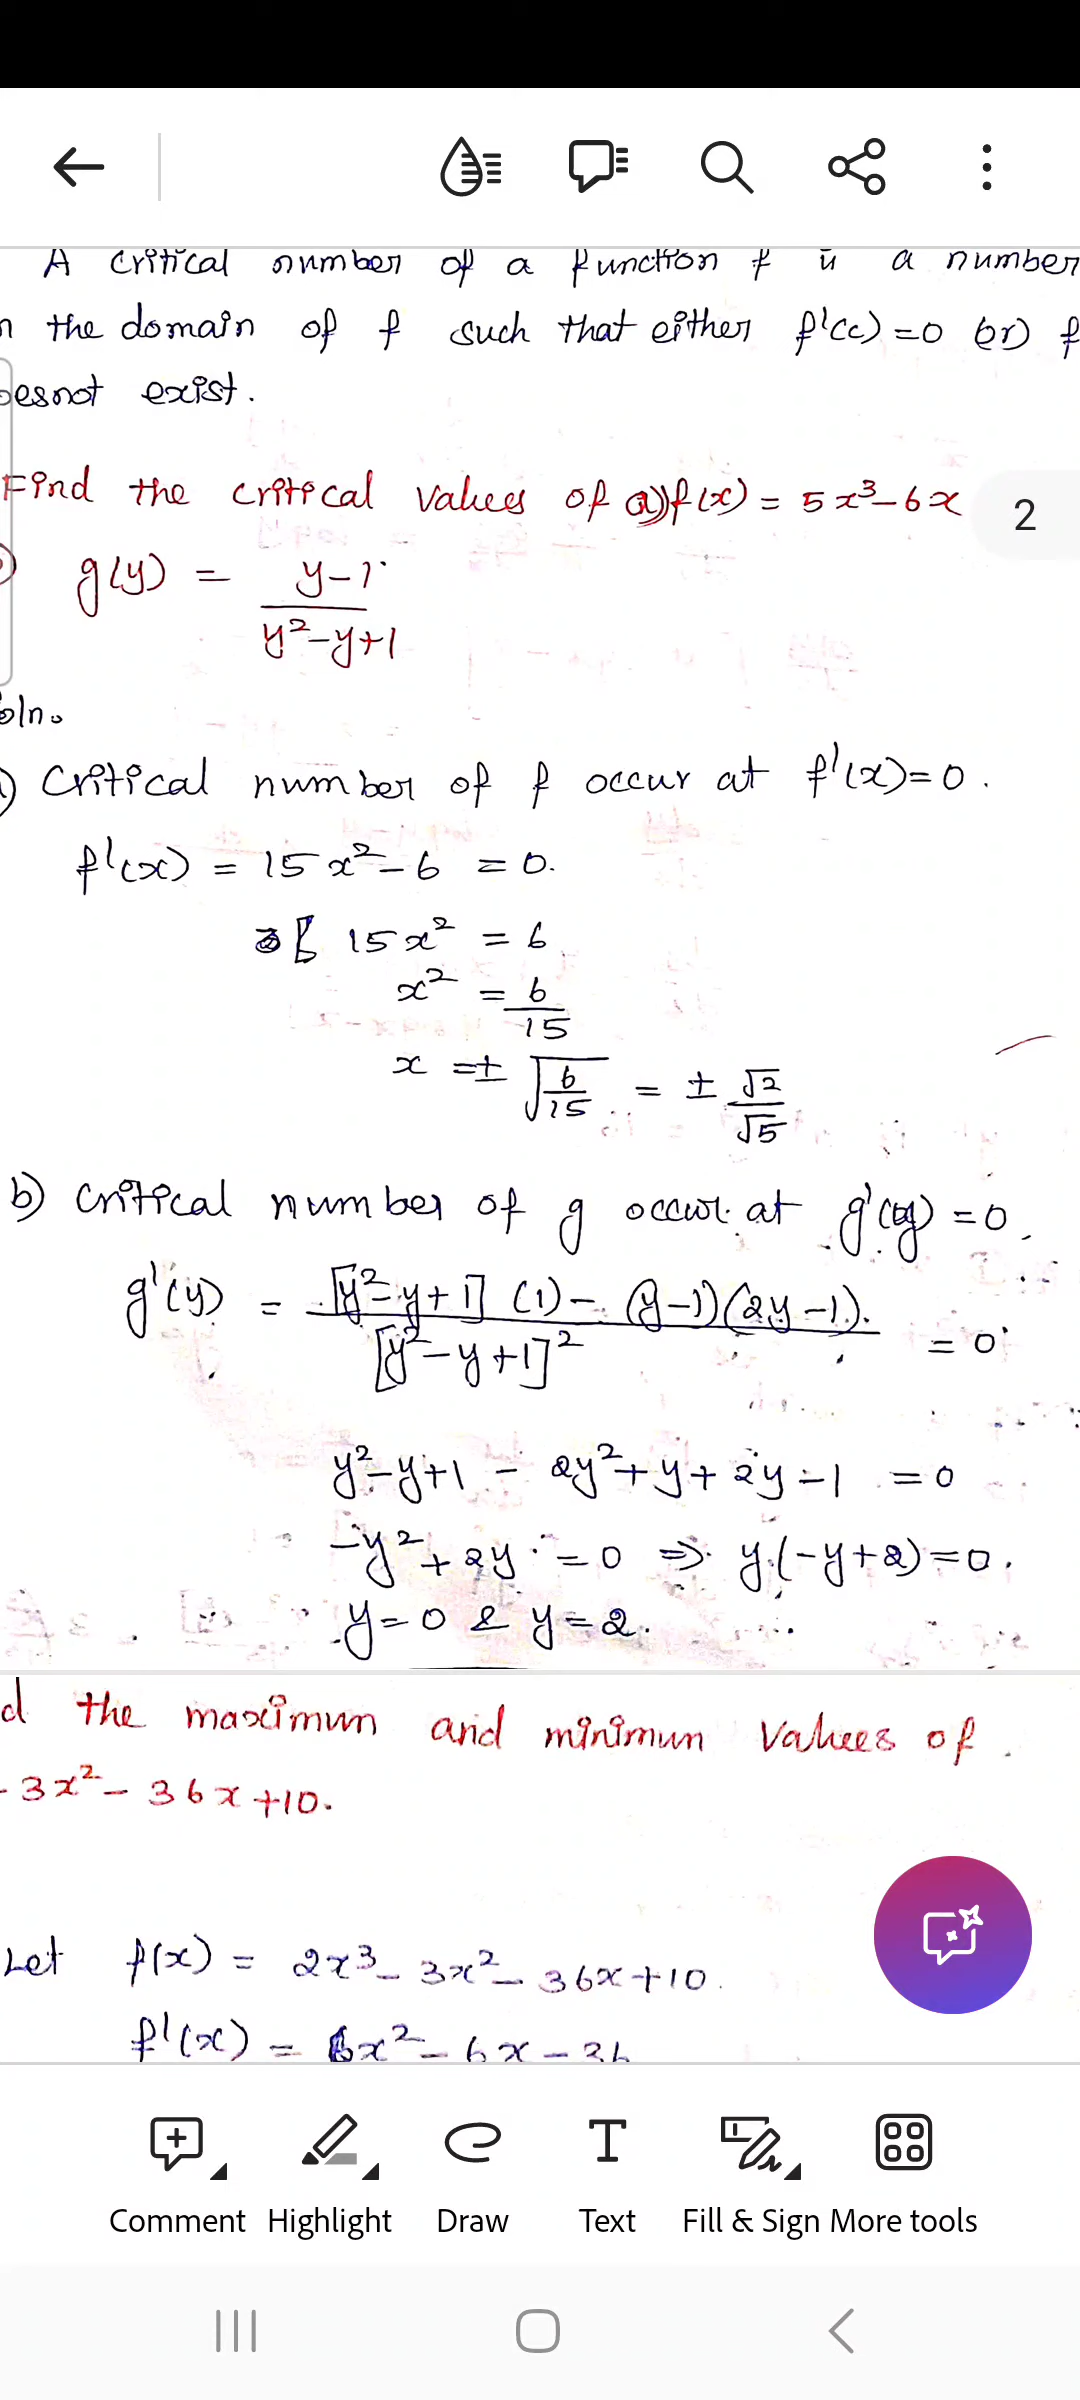 A critical number of a function f is a number
n the domain of f such that either f'(c) = 0 (or) f
oesnot exist.
Find the critical values of a) f(x) = 5x³ - 6x
2
g(y) = y-1 / y²-y+1
oln.
) Critical number of f occur at f'(x) = 0.
f'(x) = 15x² - 6 = 0.
15x² = 6
x² = 6/15
x = ± √(6/15) = ± √2/√5
b) critical number of g occur at g'(y) = 0.
g'(y) = [y²-y+1] (1) - (y-1)(2y-1) / [y²-y+1]² = 0
y²-y+1 - 2y²+y+2y-1 = 0
-y²+2y = 0 ⇒ y(-y+2) = 0.
y = 0 & y = 2.
d the maximum and minimum values of
- 3x² - 36x + 10.
Let f(x) = 2x³ - 3x² - 36x + 10.
f'(x) = 6x² - 6x - 36
Comment Highlight Draw Text Fill & Sign More tools